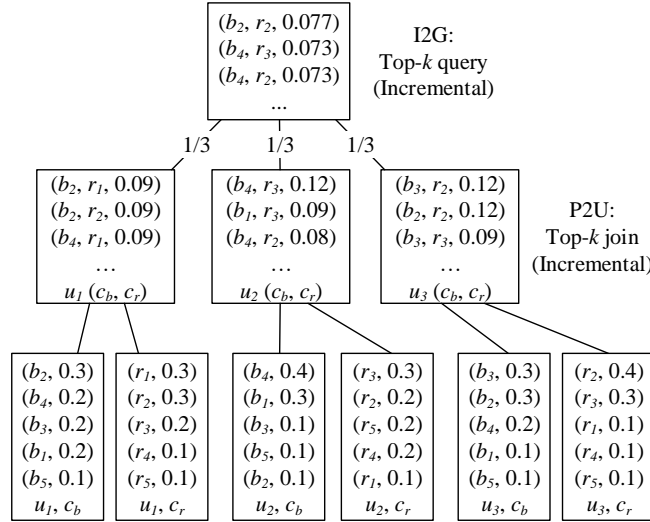 (b2, r2, 0.077)
(b4, r3, 0.073)
(b4, r2, 0.073)
...
I2G:
Top-k query
(Incremental)
1/3
1/3
1/3
(b2, r1, 0.09)
(b2, r2, 0.09)
(b4, r1, 0.09)
...
u1 (cb, cr)
(b4, r3, 0.12)
(b1, r3, 0.09)
(b4, r2, 0.08)
...
u2 (cb, cr)
(b3, r2, 0.12)
(b2, r2, 0.12)
(b3, r3, 0.09)
...
u3 (cb, cr)
P2U:
Top-k join
(Incremental)
(b2, 0.3)
(b4, 0.2)
(b3, 0.2)
(b1, 0.2)
(b5, 0.1)
u1, cb
(r1, 0.3)
(r2, 0.3)
(r3, 0.2)
(r4, 0.1)
(r5, 0.1)
u1, cr
(b4, 0.4)
(b1, 0.3)
(b3, 0.1)
(b5, 0.1)
(b2, 0.1)
u2, cb
(r3, 0.3)
(r2, 0.2)
(r5, 0.2)
(r4, 0.2)
(r1, 0.1)
u2, cr
(b3, 0.3)
(b2, 0.3)
(b4, 0.2)
(b1, 0.1)
(b5, 0.1)
u3, cb
(r2, 0.4)
(r3, 0.3)
(r1, 0.1)
(r4, 0.1)
(r5, 0.1)
u3, cr